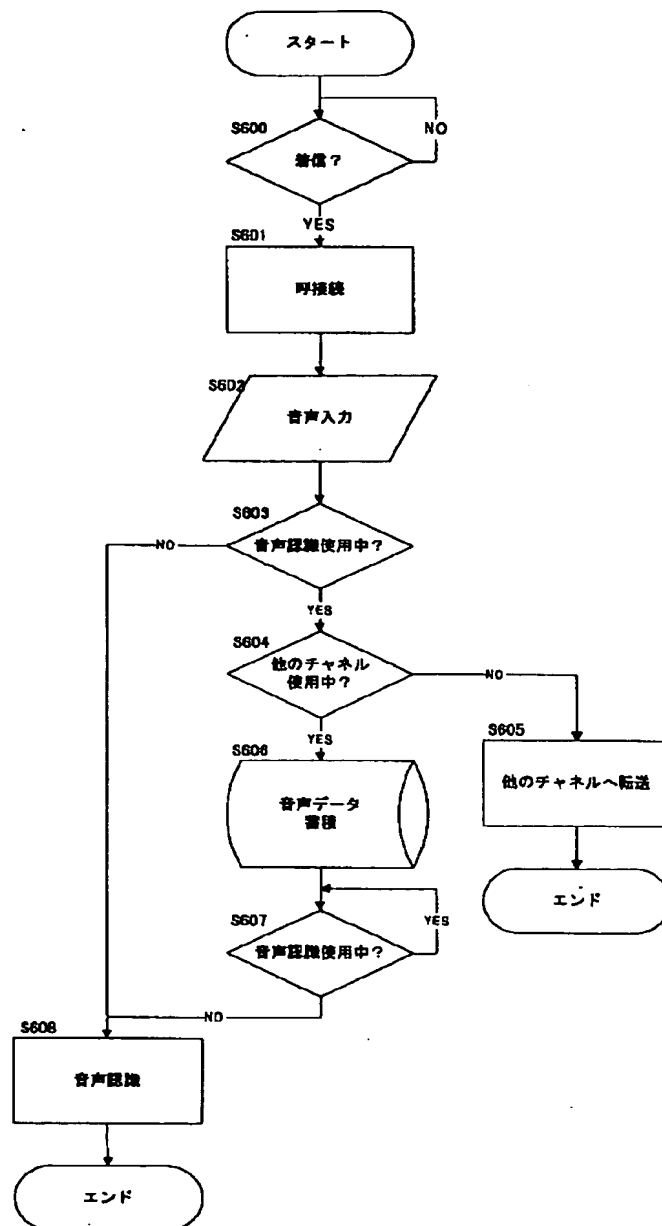 スタート
S600
着信？
NO
YES
S601
呼接続
S602
音声入力
S603
音声認識使用中？
NO
YES
S604
他のチャネル
使用中？
NO
YES
S605
他のチャネルへ転送
エンド
S606
音声データ
蓄積
S607
音声認識使用中？
YES
NO
S608
音声認識
エンド